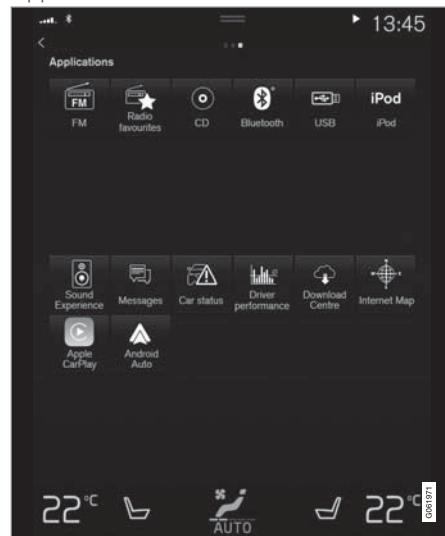 13:45
Applications
FM iPod
FM Radio favourites CD Bluetooth USB iPod
Sound Experience Messages Car status Driver performance Download Centre Internet Map
Apple CarPlay Android Auto
22°C AUTO 22°C
G061971